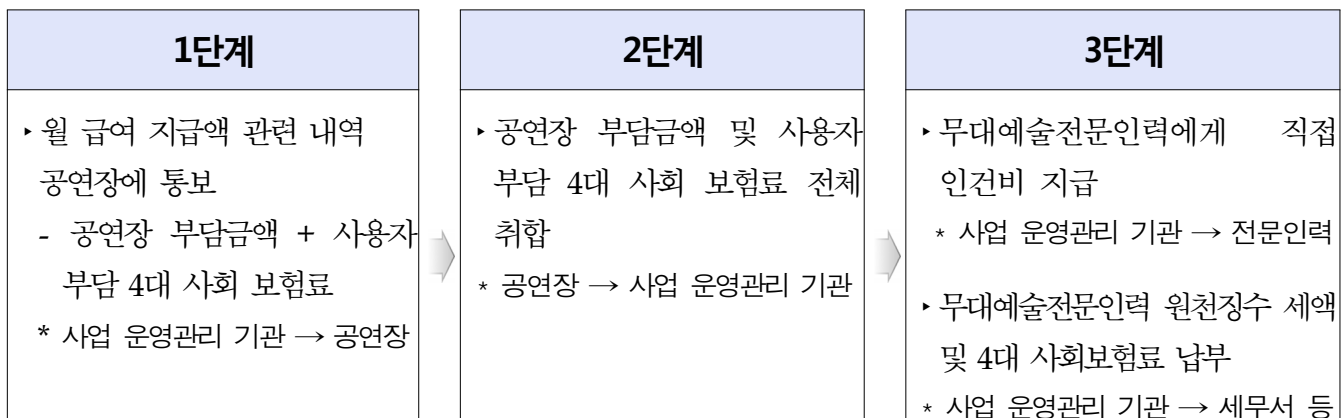 1단계
‣월 급여 지급액 관련 내역
공연장에 통보
- 공연장 부담금액 + 사용자
부담 4대 사회 보험료
* 사업 운영관리 기관 → 공연장
2단계
‣공연장 부담금액 및 사용자
부담 4대 사회 보험료 전체
취합
* 공연장 → 사업 운영관리 기관
3단계
‣무대예술전문인력에게 직접
인건비 지급
* 사업 운영관리 기관 → 전문인력
‣무대예술전문인력 원천징수 세액
및 4대 사회보험료 납부
* 사업 운영관리 기관 → 세무서 등